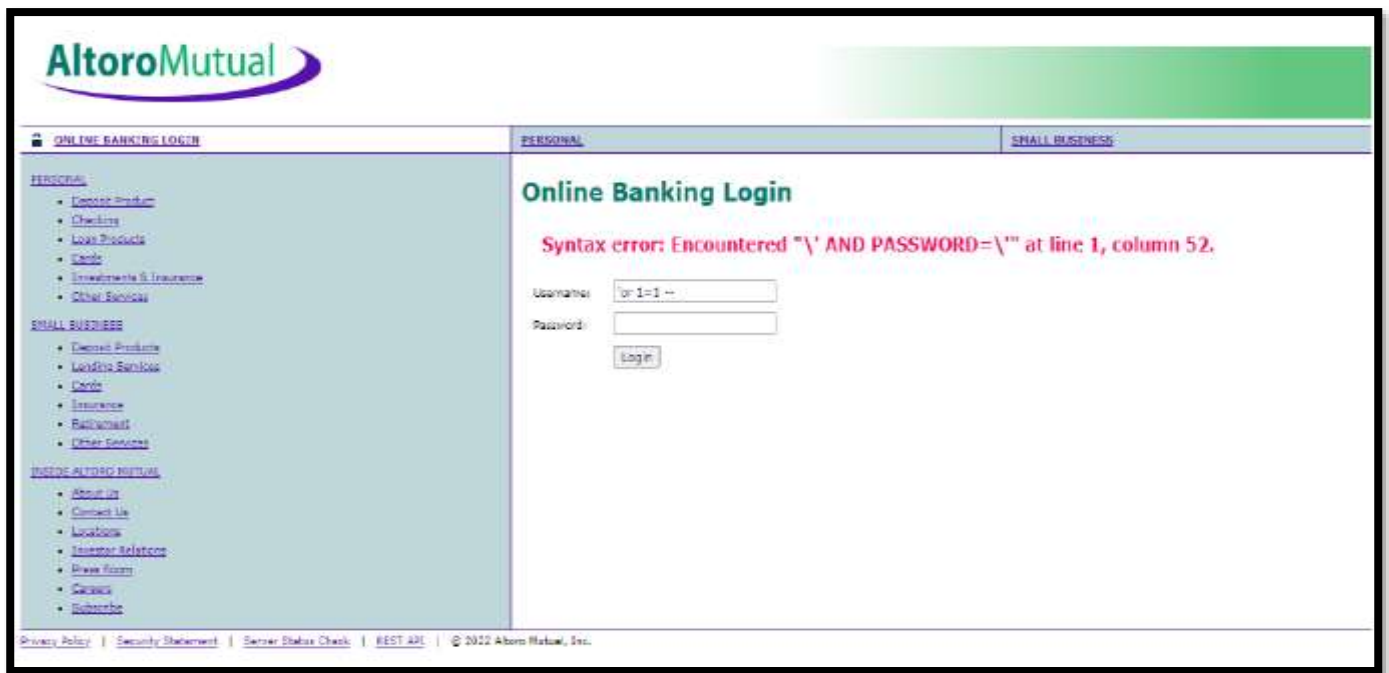 AltoroMutual
ONLINE BANKING LOGIN
PERSONAL
SMALL BUSINESS
PERSONAL
• Deposit Product
• Checking
• Loan Products
• Cards
• Investments & Insurance
• Other Services
SMALL BUSINESS
• Deposit Products
• Lending Services
• Cards
• Insurance
• Retirement
• Other Services
INSIDE ALTORO MUTUAL
• About Us
• Contact Us
• Locations
• Investor Relations
• Press Room
• Careers
• Subscribe
Online Banking Login
Syntax error: Encountered "\' AND PASSWORD=\'" at line 1, column 52.
Username: 'or 1=1 --
Password:
Login
Privacy Policy | Security Statement | Server Status Check | REST API | © 2022 Altoro Mutual, Inc.